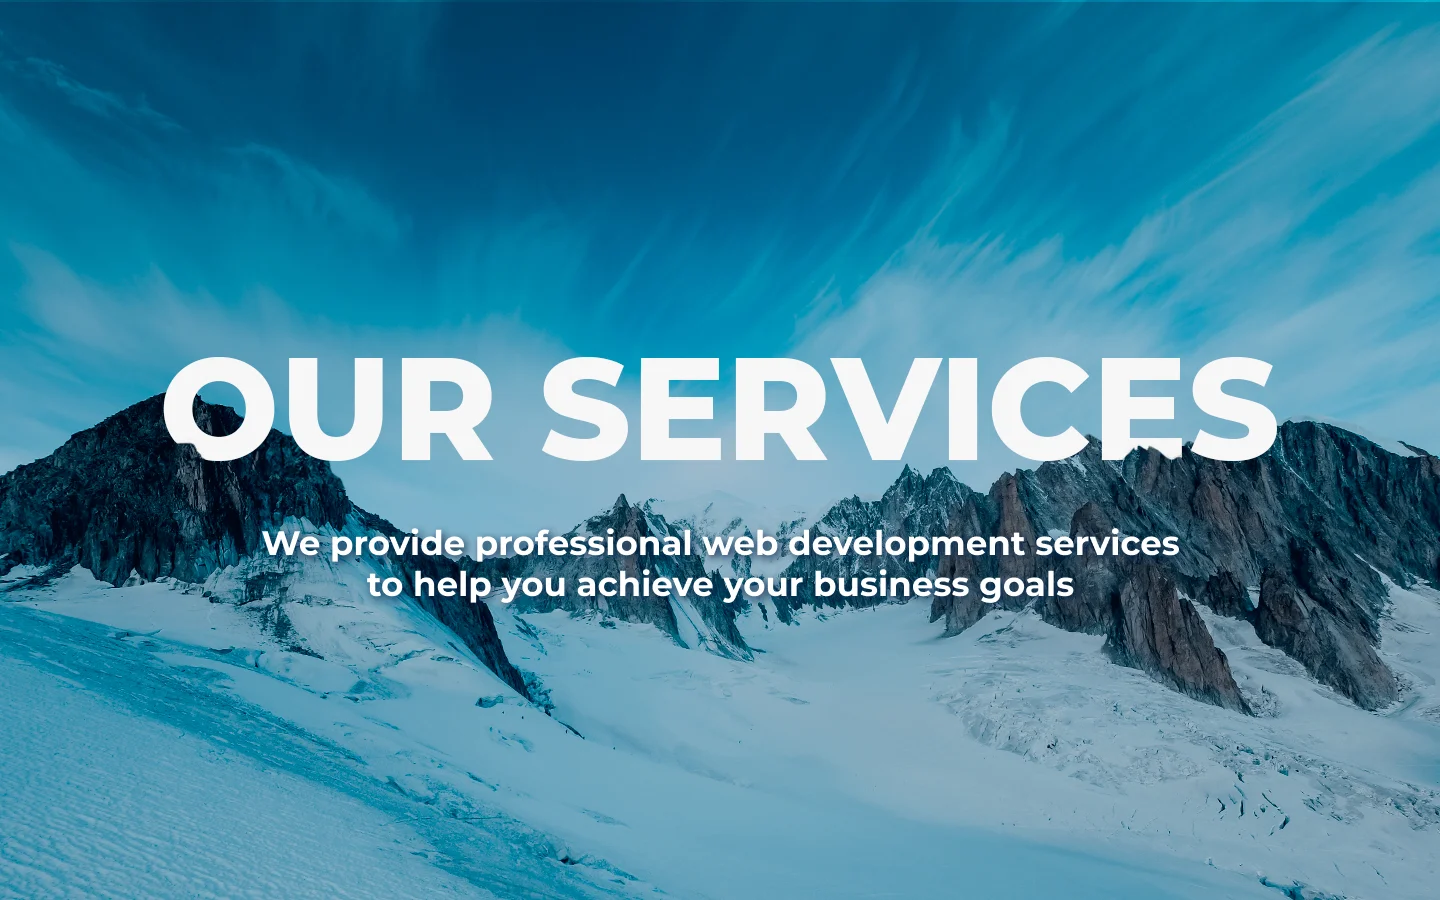 OUR SERVICES
We provide professional web development services
to help you achieve your business goals